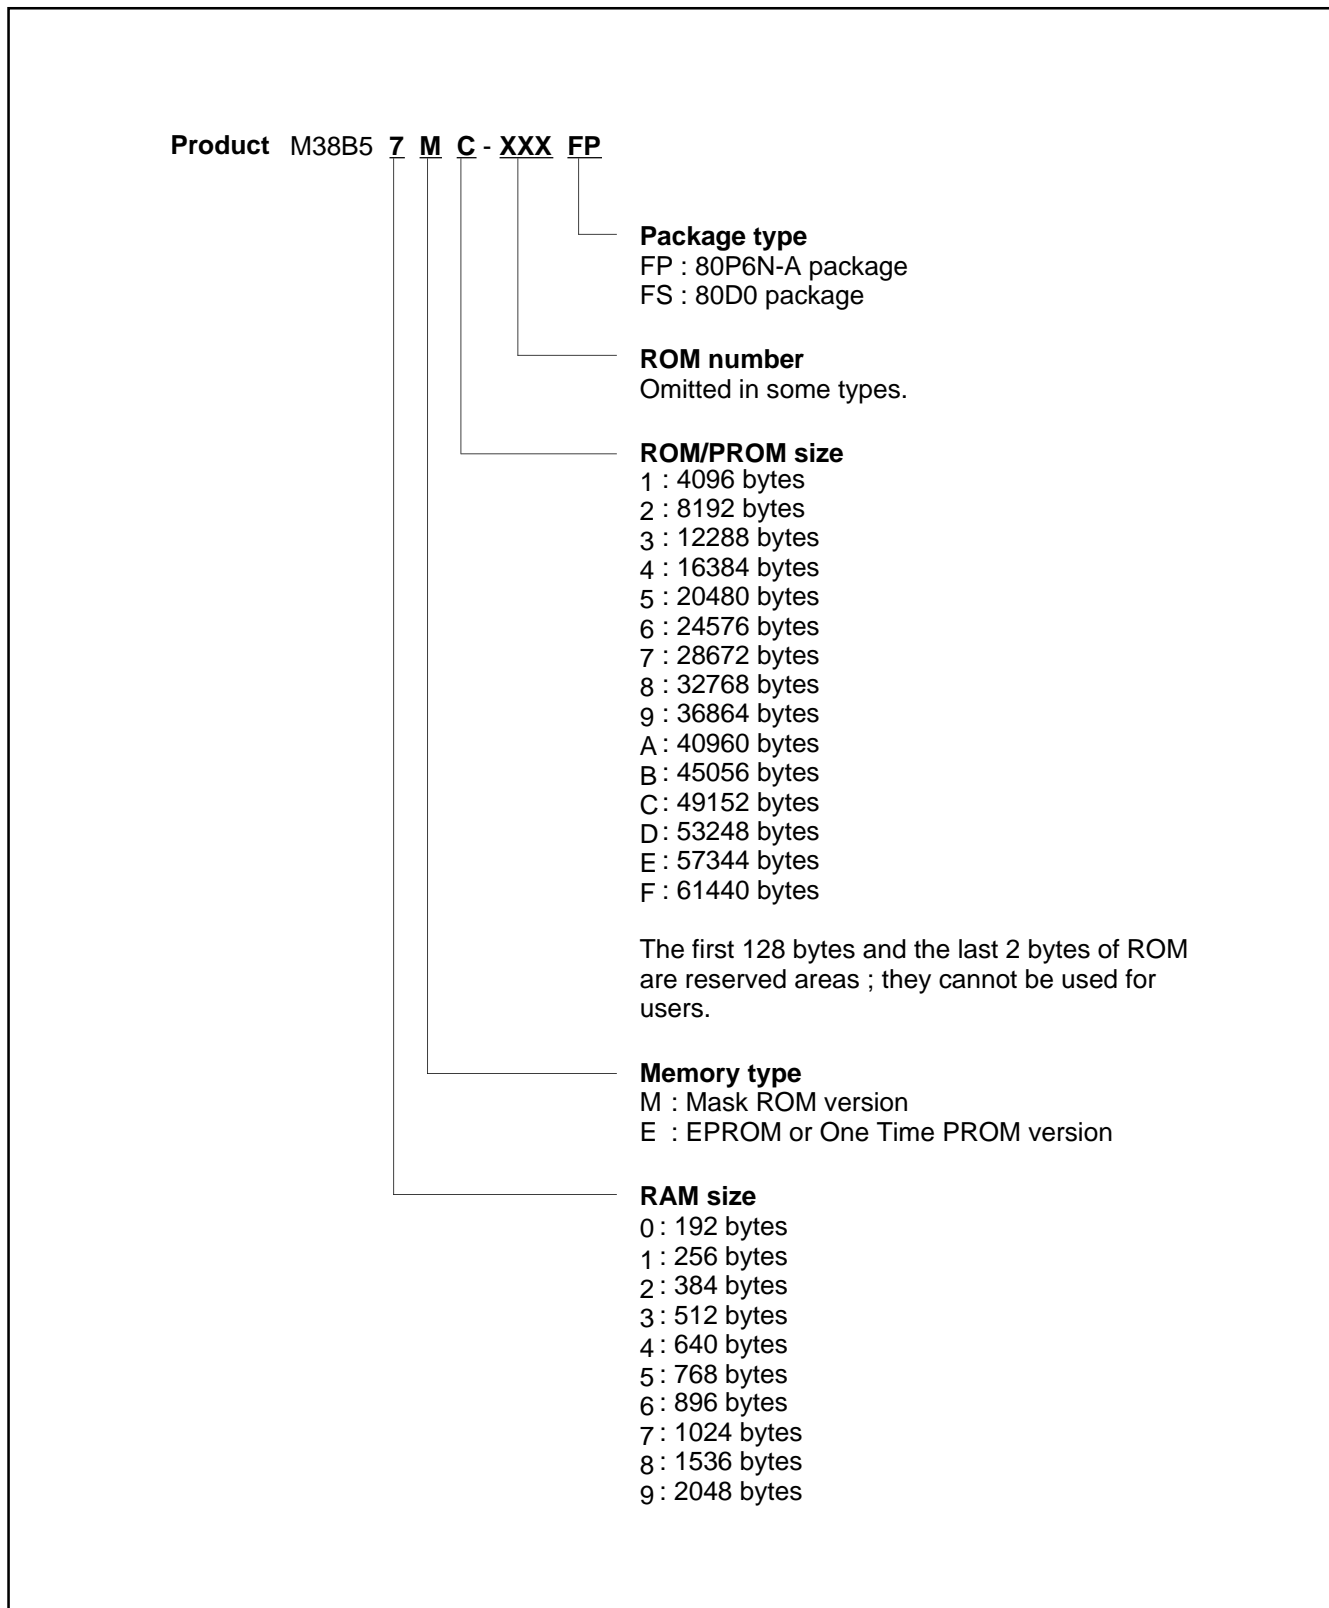 Product M38B5 7 M C - XXX FP
Package type
FP : 80P6N-A package
FS : 80D0 package
ROM number
Omitted in some types.
ROM/PROM size
1 : 4096 bytes
2 : 8192 bytes
3 : 12288 bytes
4 : 16384 bytes
5 : 20480 bytes
6 : 24576 bytes
7 : 28672 bytes
8 : 32768 bytes
9 : 36864 bytes
A : 40960 bytes
B : 45056 bytes
C : 49152 bytes
D : 53248 bytes
E : 57344 bytes
F : 61440 bytes
The first 128 bytes and the last 2 bytes of ROM
are reserved areas ; they cannot be used for
users.
Memory type
M : Mask ROM version
E : EPROM or One Time PROM version
RAM size
0 : 192 bytes
1 : 256 bytes
2 : 384 bytes
3 : 512 bytes
4 : 640 bytes
5 : 768 bytes
6 : 896 bytes
7 : 1024 bytes
8 : 1536 bytes
9 : 2048 bytes